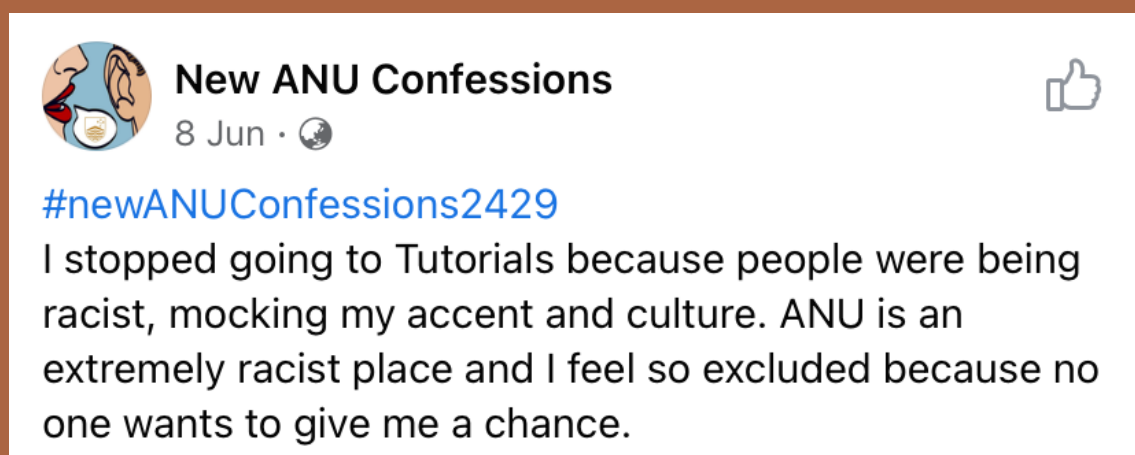 New ANU Confessions
8 Jun ·
#newANUConfessions2429
I stopped going to Tutorials because people were being
racist, mocking my accent and culture. ANU is an
extremely racist place and I feel so excluded because no
one wants to give me a chance.